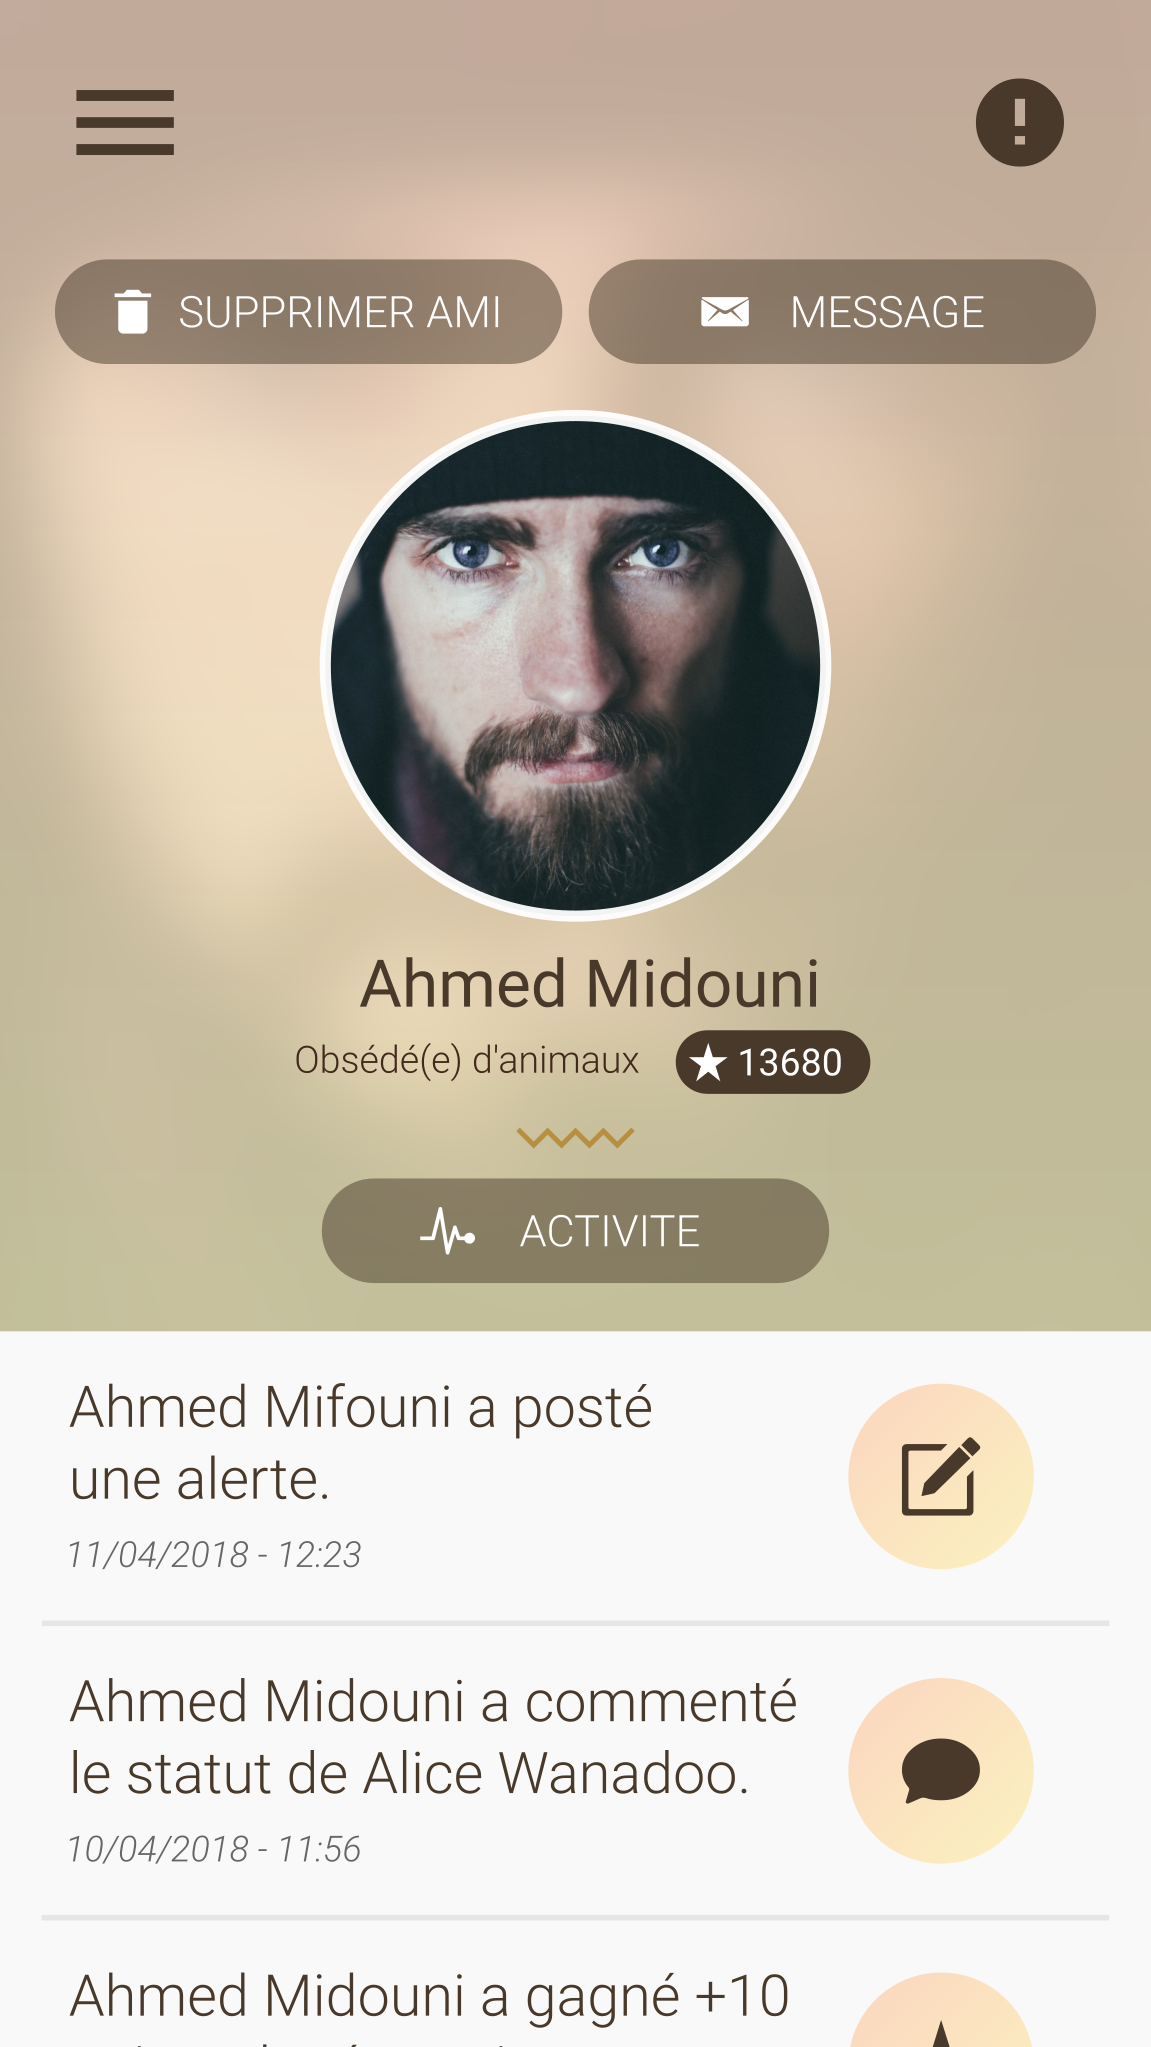 SUPPRIMER AMI
MESSAGE
Ahmed Midouni
Obsédé(e) d'animaux
13680
ACTIVITE
Ahmed Mifouni a posté
une alerte.
11/04/2018 - 12:23
Ahmed Midouni a commenté
le statut de Alice Wanadoo.
10/04/2018 - 11:56
Ahmed Midouni a gagné +10